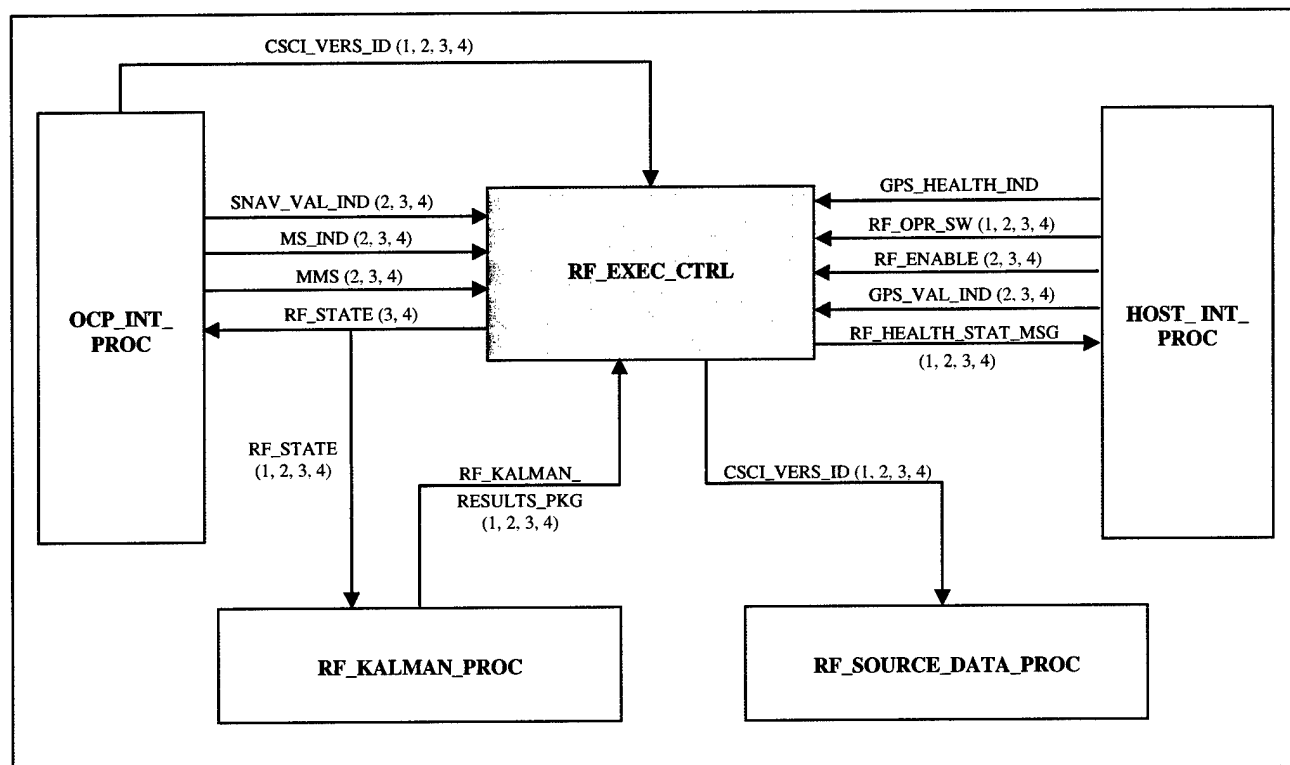 CSCI_VERS_ID (1, 2, 3, 4)
SNAV_VAL_IND (2, 3, 4)
MS_IND (2, 3, 4)
MMS (2, 3, 4)
RF_STATE (3, 4)
OCP_INT_
PROC
RF_EXEC_CTRL
GPS_HEALTH_IND
RF_OPR_SW (1, 2, 3, 4)
RF_ENABLE (2, 3, 4)
GPS_VAL_IND (2, 3, 4)
RF_HEALTH_STAT_MSG
(1, 2, 3, 4)
HOST_ INT_
PROC
RF_STATE
(1, 2, 3, 4)
RF_KALMAN_
RESULTS_PKG
(1, 2, 3, 4)
CSCI_VERS_ID (1, 2, 3, 4)
RF_KALMAN_PROC
RF_SOURCE_DATA_PROC